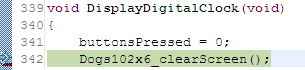 339 void DisplayDigitalClock(void)
340 {
341     buttonsPressed = 0;
342     Dogs102x6_clearScreen();